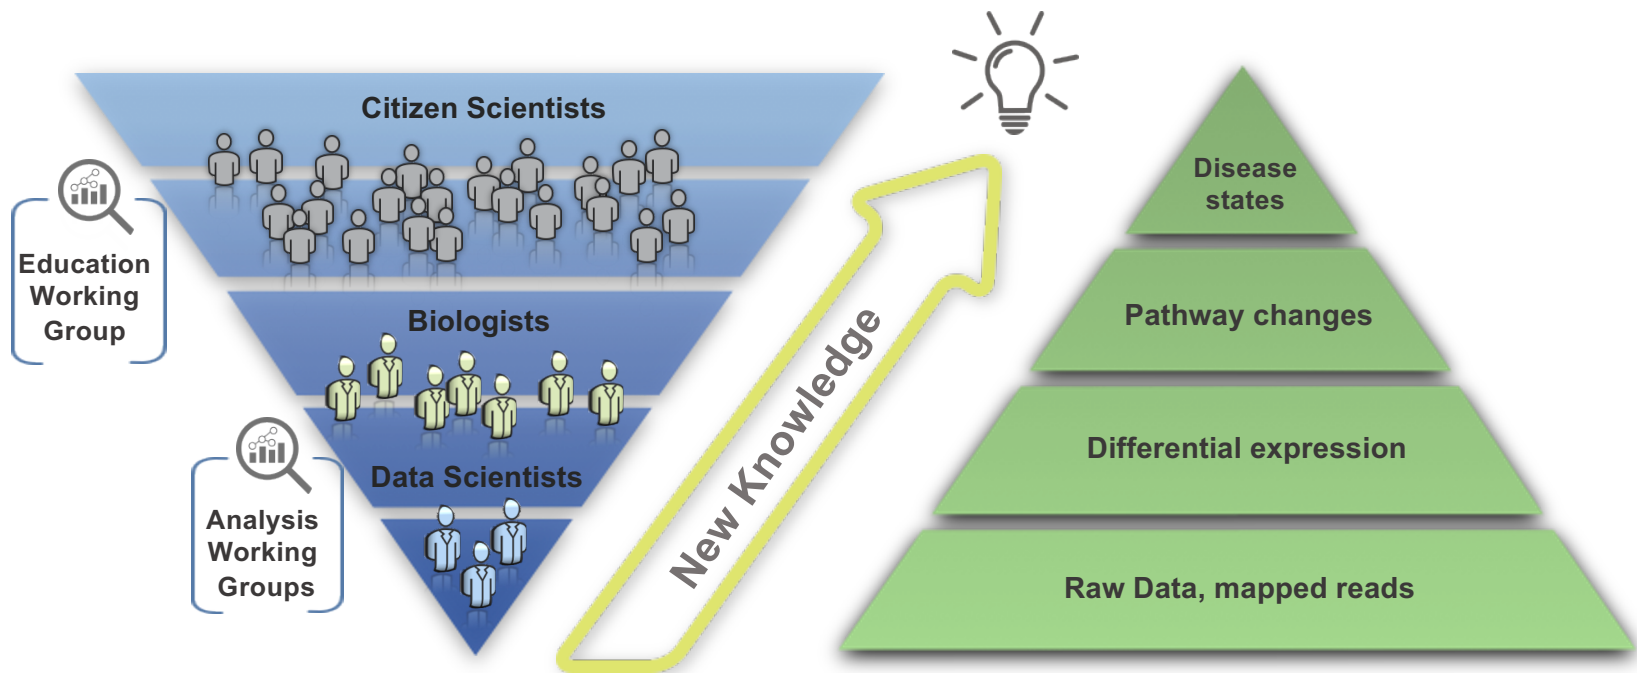 Citizen Scientists
Education
Working
Group
Biologists
Analysis
Working
Groups
Data Scientists
New Knowledge
Disease
states
Pathway changes
Differential expression
Raw Data, mapped reads